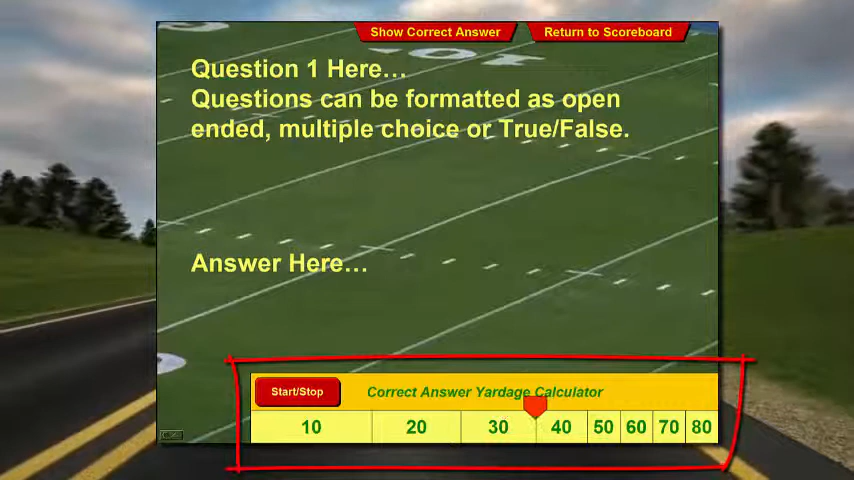 Show Correct Answer
Return to Scoreboard
Question 1 Here…
Questions can be formatted as open
ended, multiple choice or True/False.
Answer Here…
Start/Stop
Correct Answer Yardage Calculator
10 20 30 40 50 60 70 80